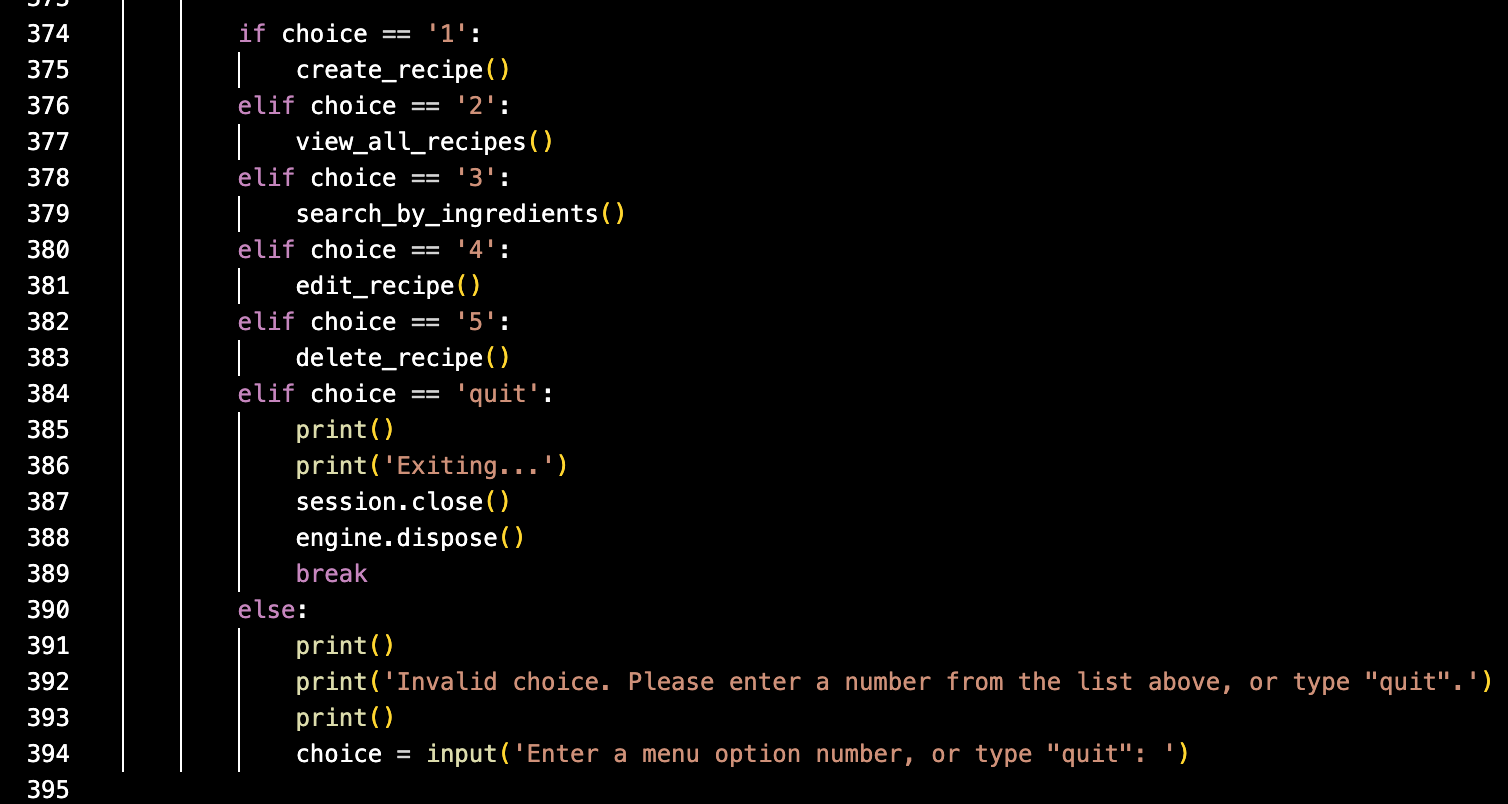 373
374 if choice == '1':
375 create_recipe()
376 elif choice == '2':
377 view_all_recipes()
378 elif choice == '3':
379 search_by_ingredients()
380 elif choice == '4':
381 edit_recipe()
382 elif choice == '5':
383 delete_recipe()
384 elif choice == 'quit':
385 print()
386 print('Exiting...')
387 session.close()
388 engine.dispose()
389 break
390 else:
391 print()
392 print('Invalid choice. Please enter a number from the list above, or type "quit".')
393 print()
394 choice = input('Enter a menu option number, or type "quit": ')
395